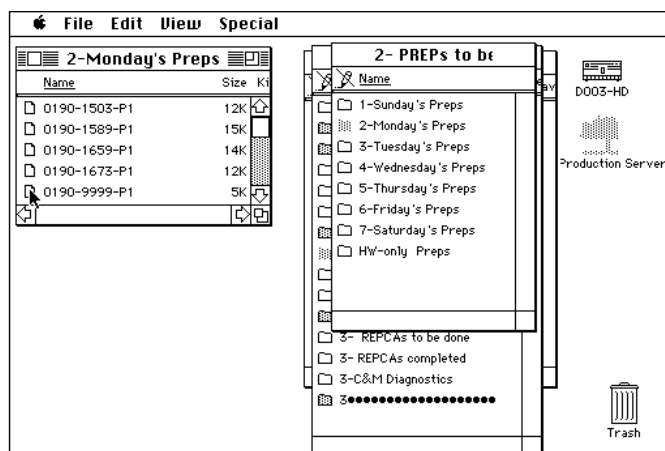 File Edit View Special
2-Monday's Preps
Name Size Ki
0190-1503-P1 12K
0190-1589-P1 15K
0190-1659-P1 14K
0190-1673-P1 12K
0190-9999-P1 5K
2- PREPs to be
Name
1-Sunday's Preps
2-Monday's Preps
3-Tuesday's Preps
4-Wednesday's Preps
5-Thursday's Preps
6-Friday's Preps
7-Saturday's Preps
HW-only Preps
3- REPCAs to be done
3- REPCAs completed
3-C&M Diagnostics
3●●●●●●●●●●●●●●●●●●●
av
D003-HD
Production Server
Trash